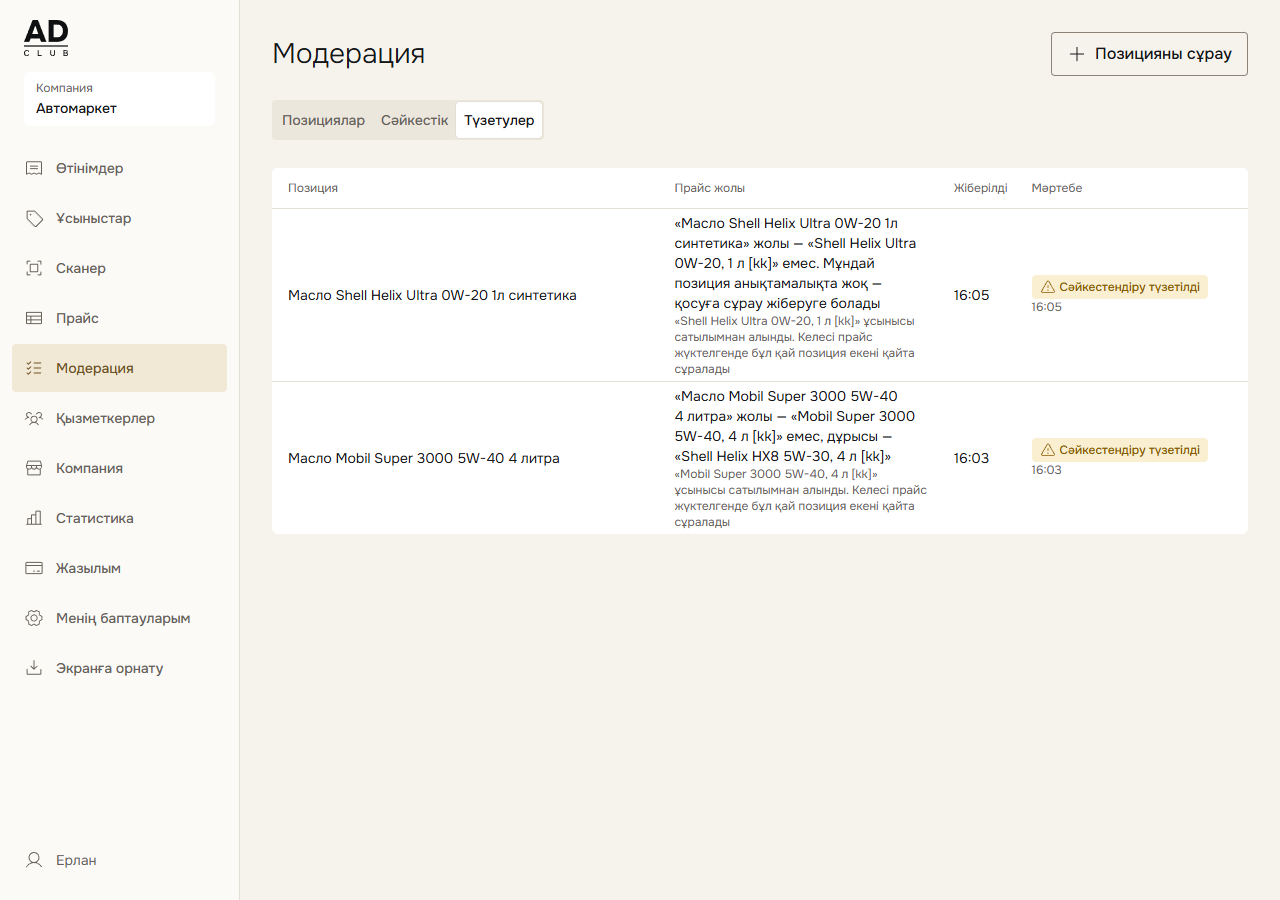 AD
CLUB
Компания
Автомаркет
Өтінімдер
Ұсыныстар
Сканер
Прайс
Модерация
Қызметкерлер
Компания
Статистика
Жазылым
Менің баптауларым
Экранға орнату
Ерлан
Модерация
Позицияны сұрау
Позициялар Сәйкестік Түзетулер
Позиция Прайс жолы Жіберілді Мәртебе
Масло Shell Helix Ultra 0W-20 1л синтетика
«Масло Shell Helix Ultra 0W-20 1л
синтетика» жолы — «Shell Helix Ultra
0W-20, 1 л [kk]» емес. Мұндай
позиция анықтамалықта жоқ —
қосуға сұрау жіберуге болады
«Shell Helix Ultra 0W-20, 1 л [kk]» ұсынысы
сатылымнан алынды. Келесі прайс
жүктелгенде бұл қай позиция екені қайта
сұралады
16:05
Сәйкестендіру түзетілді
16:05
Масло Mobil Super 3000 5W-40 4 литра
«Масло Mobil Super 3000 5W-40
4 литра» жолы — «Mobil Super 3000
5W-40, 4 л [kk]» емес, дұрысы —
«Shell Helix HX8 5W-30, 4 л [kk]»
«Mobil Super 3000 5W-40, 4 л [kk]»
ұсынысы сатылымнан алынды. Келесі прайс
жүктелгенде бұл қай позиция екені қайта
сұралады
16:03
Сәйкестендіру түзетілді
16:03